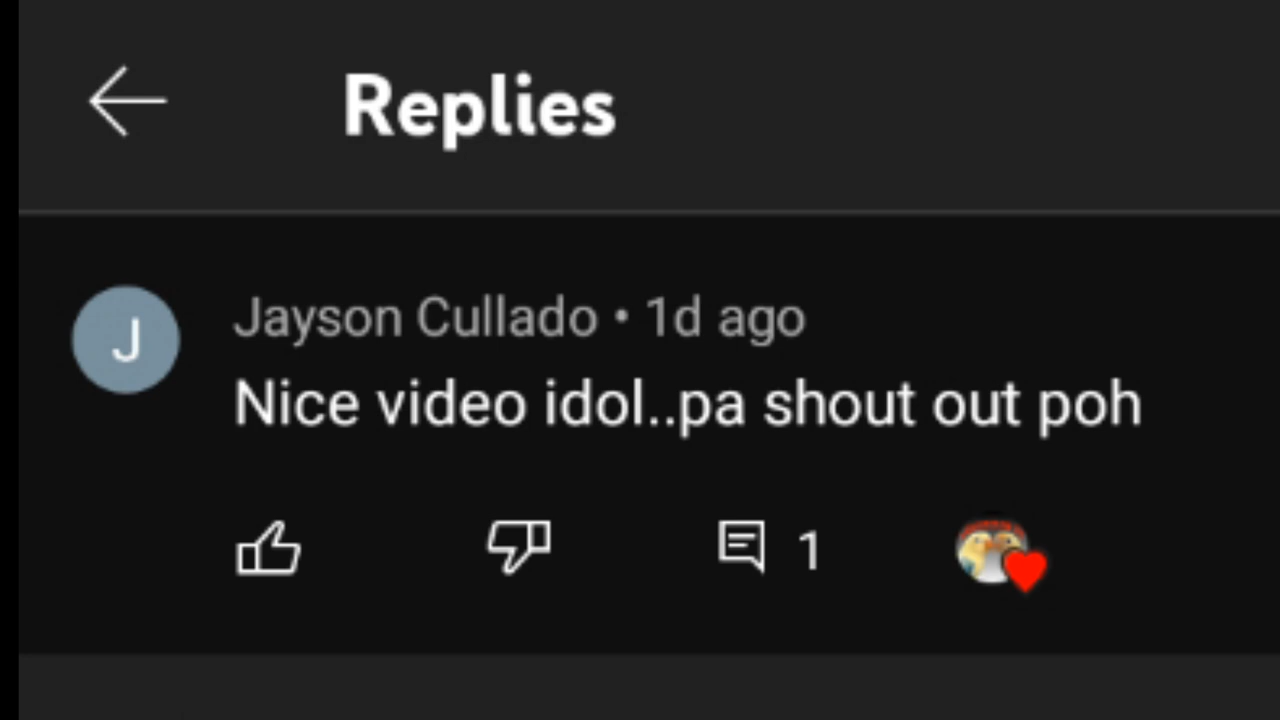 Replies
J
Jayson Cullado • 1d ago
Nice video idol..pa shout out poh
1